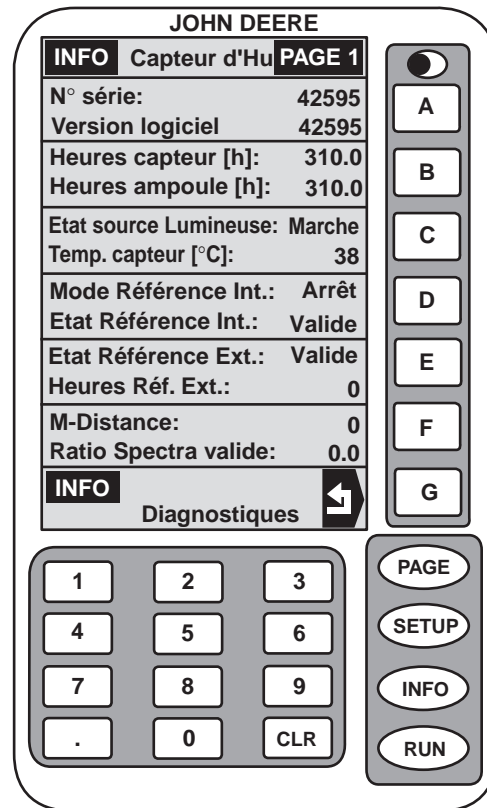 JOHN DEERE
INFO Capteur d'Hu PAGE 1
N° série: 42595
Version logiciel 42595
Heures capteur [h]: 310.0
Heures ampoule [h]: 310.0
Etat source Lumineuse: Marche
Temp. capteur [°C]: 38
Mode Référence Int.: Arrêt
Etat Référence Int.: Valide
Etat Référence Ext.: Valide
Heures Réf. Ext.: 0
M-Distance: 0
Ratio Spectra valide: 0.0
INFO
Diagnostiques
A
B
C
D
E
F
G
1 2 3
4 5 6
7 8 9
. 0 CLR
PAGE
SETUP
INFO
RUN